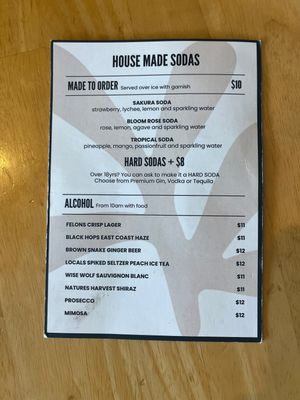 HOUSE MADE SODAS
MADE TO ORDER Served over ice with garnish $10
SAKURA SODA
strawberry, lychee, lemon and sparkling water
BLOOM ROSE SODA
rose, lemon, agave and sparkling water
TROPICAL SODA
pineapple, mango, passionfruit and sparkling water
HARD SODAS + $8
Over 18yrs? You can ask to make it a HARD SODA
Choose from Premium Gin, Vodka or Tequila
ALCOHOL From 10am with food
FELONS CRISP LAGER $11
BLACK HOPS EAST COAST HAZE $11
BROWN SNAKE GINGER BEER $12
LOCALS SPIKED SELTZER PEACH ICE TEA $12
WISE WOLF SAUVIGNON BLANC $11
NATURES HARVEST SHIRAZ $11
PROSECCO $12
MIMOSA $12